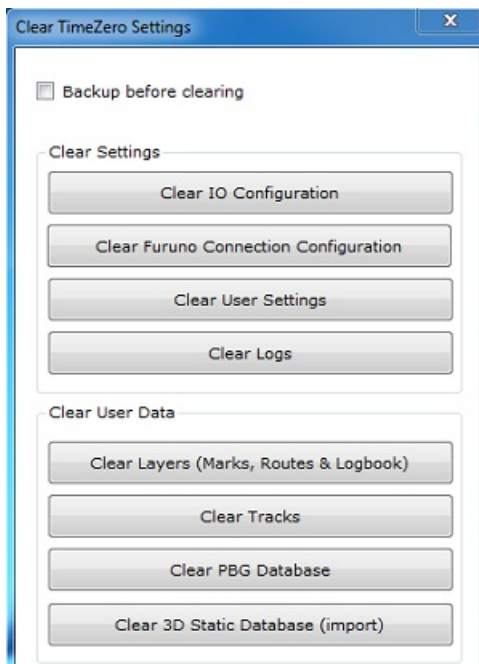 Clear TimeZero Settings
Backup before clearing
Clear Settings
Clear IO Configuration
Clear Furuno Connection Configuration
Clear User Settings
Clear Logs
Clear User Data
Clear Layers (Marks, Routes & Logbook)
Clear Tracks
Clear PBG Database
Clear 3D Static Database (import)